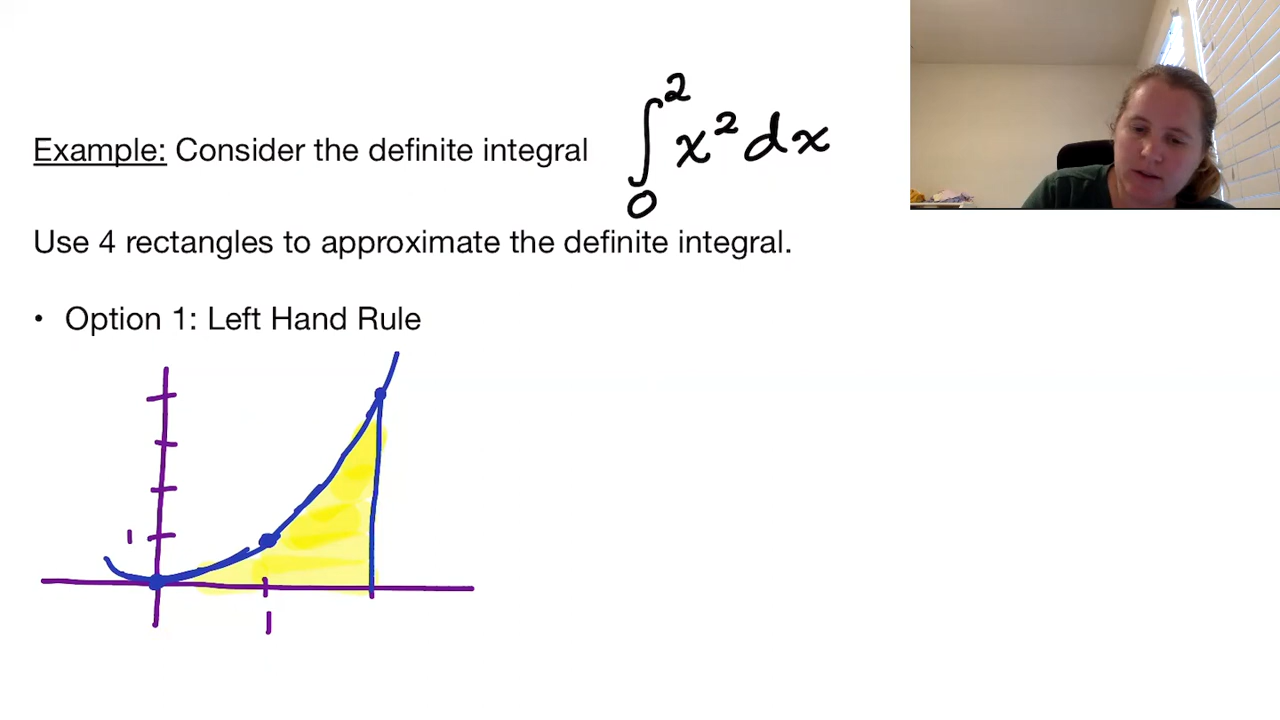 Example: Consider the definite integral ∫₀² x² dx
Use 4 rectangles to approximate the definite integral.
• Option 1: Left Hand Rule
1
1